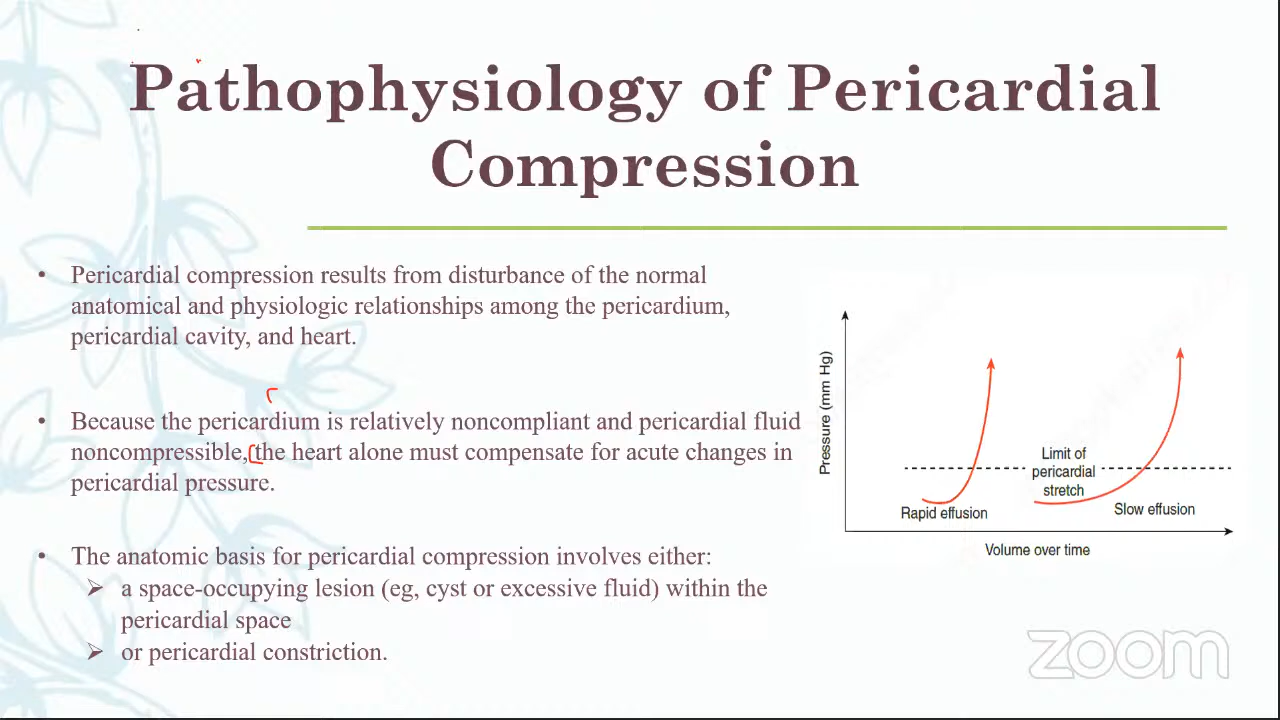 Pathophysiology of Pericardial
Compression
• Pericardial compression results from disturbance of the normal
anatomical and physiologic relationships among the pericardium,
pericardial cavity, and heart.
• Because the pericardium is relatively noncompliant and pericardial fluid
noncompressible, the heart alone must compensate for acute changes in
pericardial pressure.
• The anatomic basis for pericardial compression involves either:
➢ a space-occupying lesion (eg, cyst or excessive fluid) within the
pericardial space
➢ or pericardial constriction.
Pressure (mm Hg)
Limit of
pericardial
stretch
Rapid effusion
Slow effusion
Volume over time
zoom